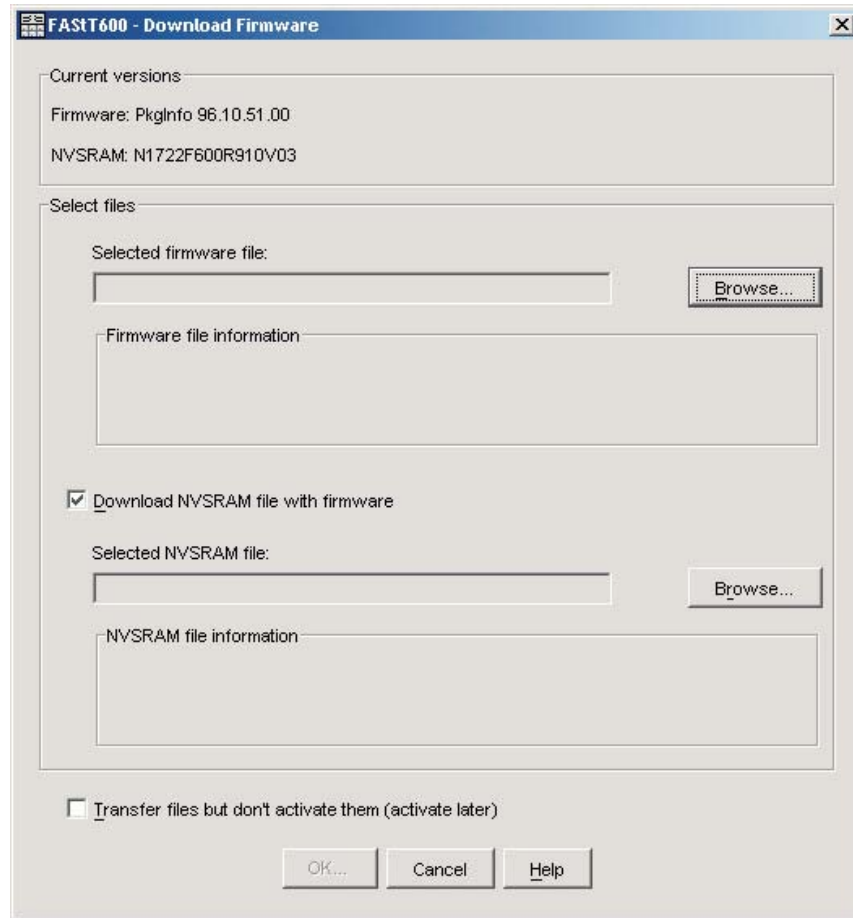 FAStT600 - Download Firmware
Current versions
Firmware: PkgInfo 96.10.51.00
NVSRAM: N1722F600R910V03
Select files
Selected firmware file:
Browse...
Firmware file information
Download NVSRAM file with firmware
Selected NVSRAM file:
Browse...
NVSRAM file information
Transfer files but don't activate them (activate later)
OK... Cancel Help